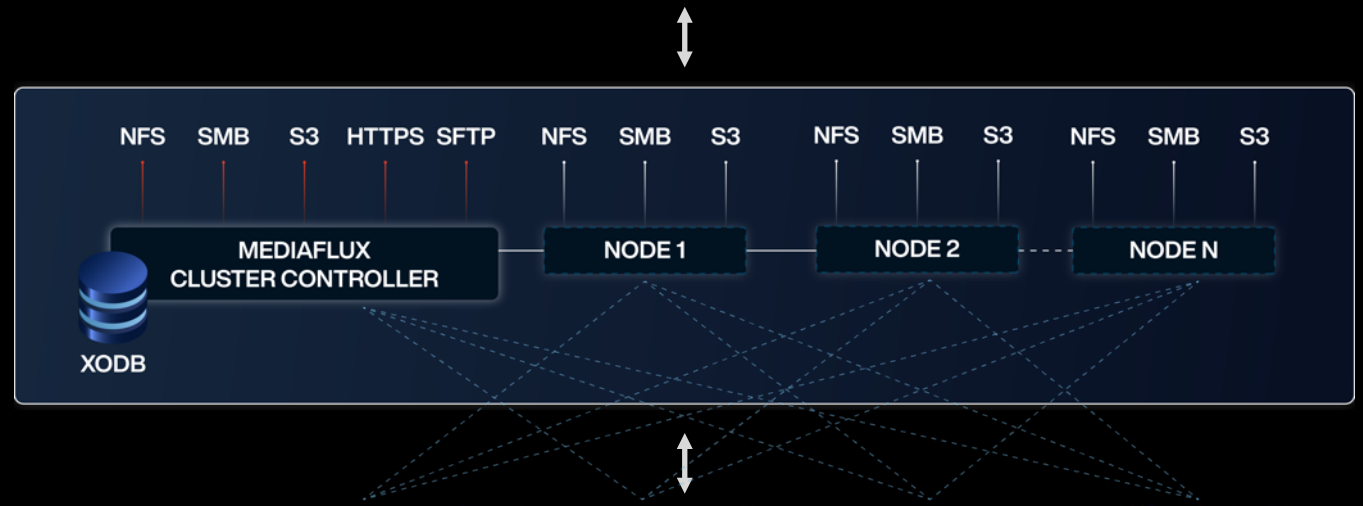 NFS SMB S3 HTTPS SFTP NFS SMB S3 NFS SMB S3 NFS SMB S3
MEDIAFLUX
CLUSTER CONTROLLER
NODE 1
NODE 2
NODE N
XODB